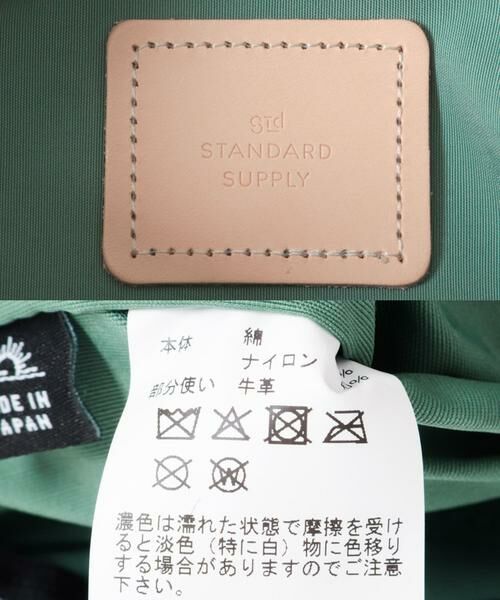 std
STANDARD
SUPPLY
本体 綿
ナイロン
部分使い 牛革
%
%
DE IN
APAN
W
濃色は濡れた状態で摩擦を受け
ると淡色（特に白）物に色移り
する場合がありますのでご注意
下さい。